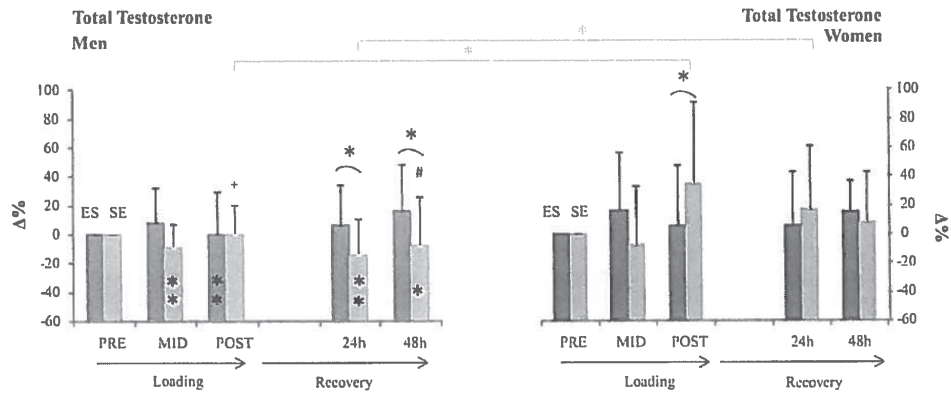 Total Testosterone
Men
Total Testosterone
Women
*
*
100
80
60
40
20
0
-20
-40
-60
Δ%
ES SE
+
*
*
#
*
*
*
*
*
*
*
PRE MID POST 24h 48h
Loading Recovery
*
100
80
60
40
20
0
-20
-40
-60
Δ%
ES SE
PRE MID POST 24h 48h
Loading Recovery